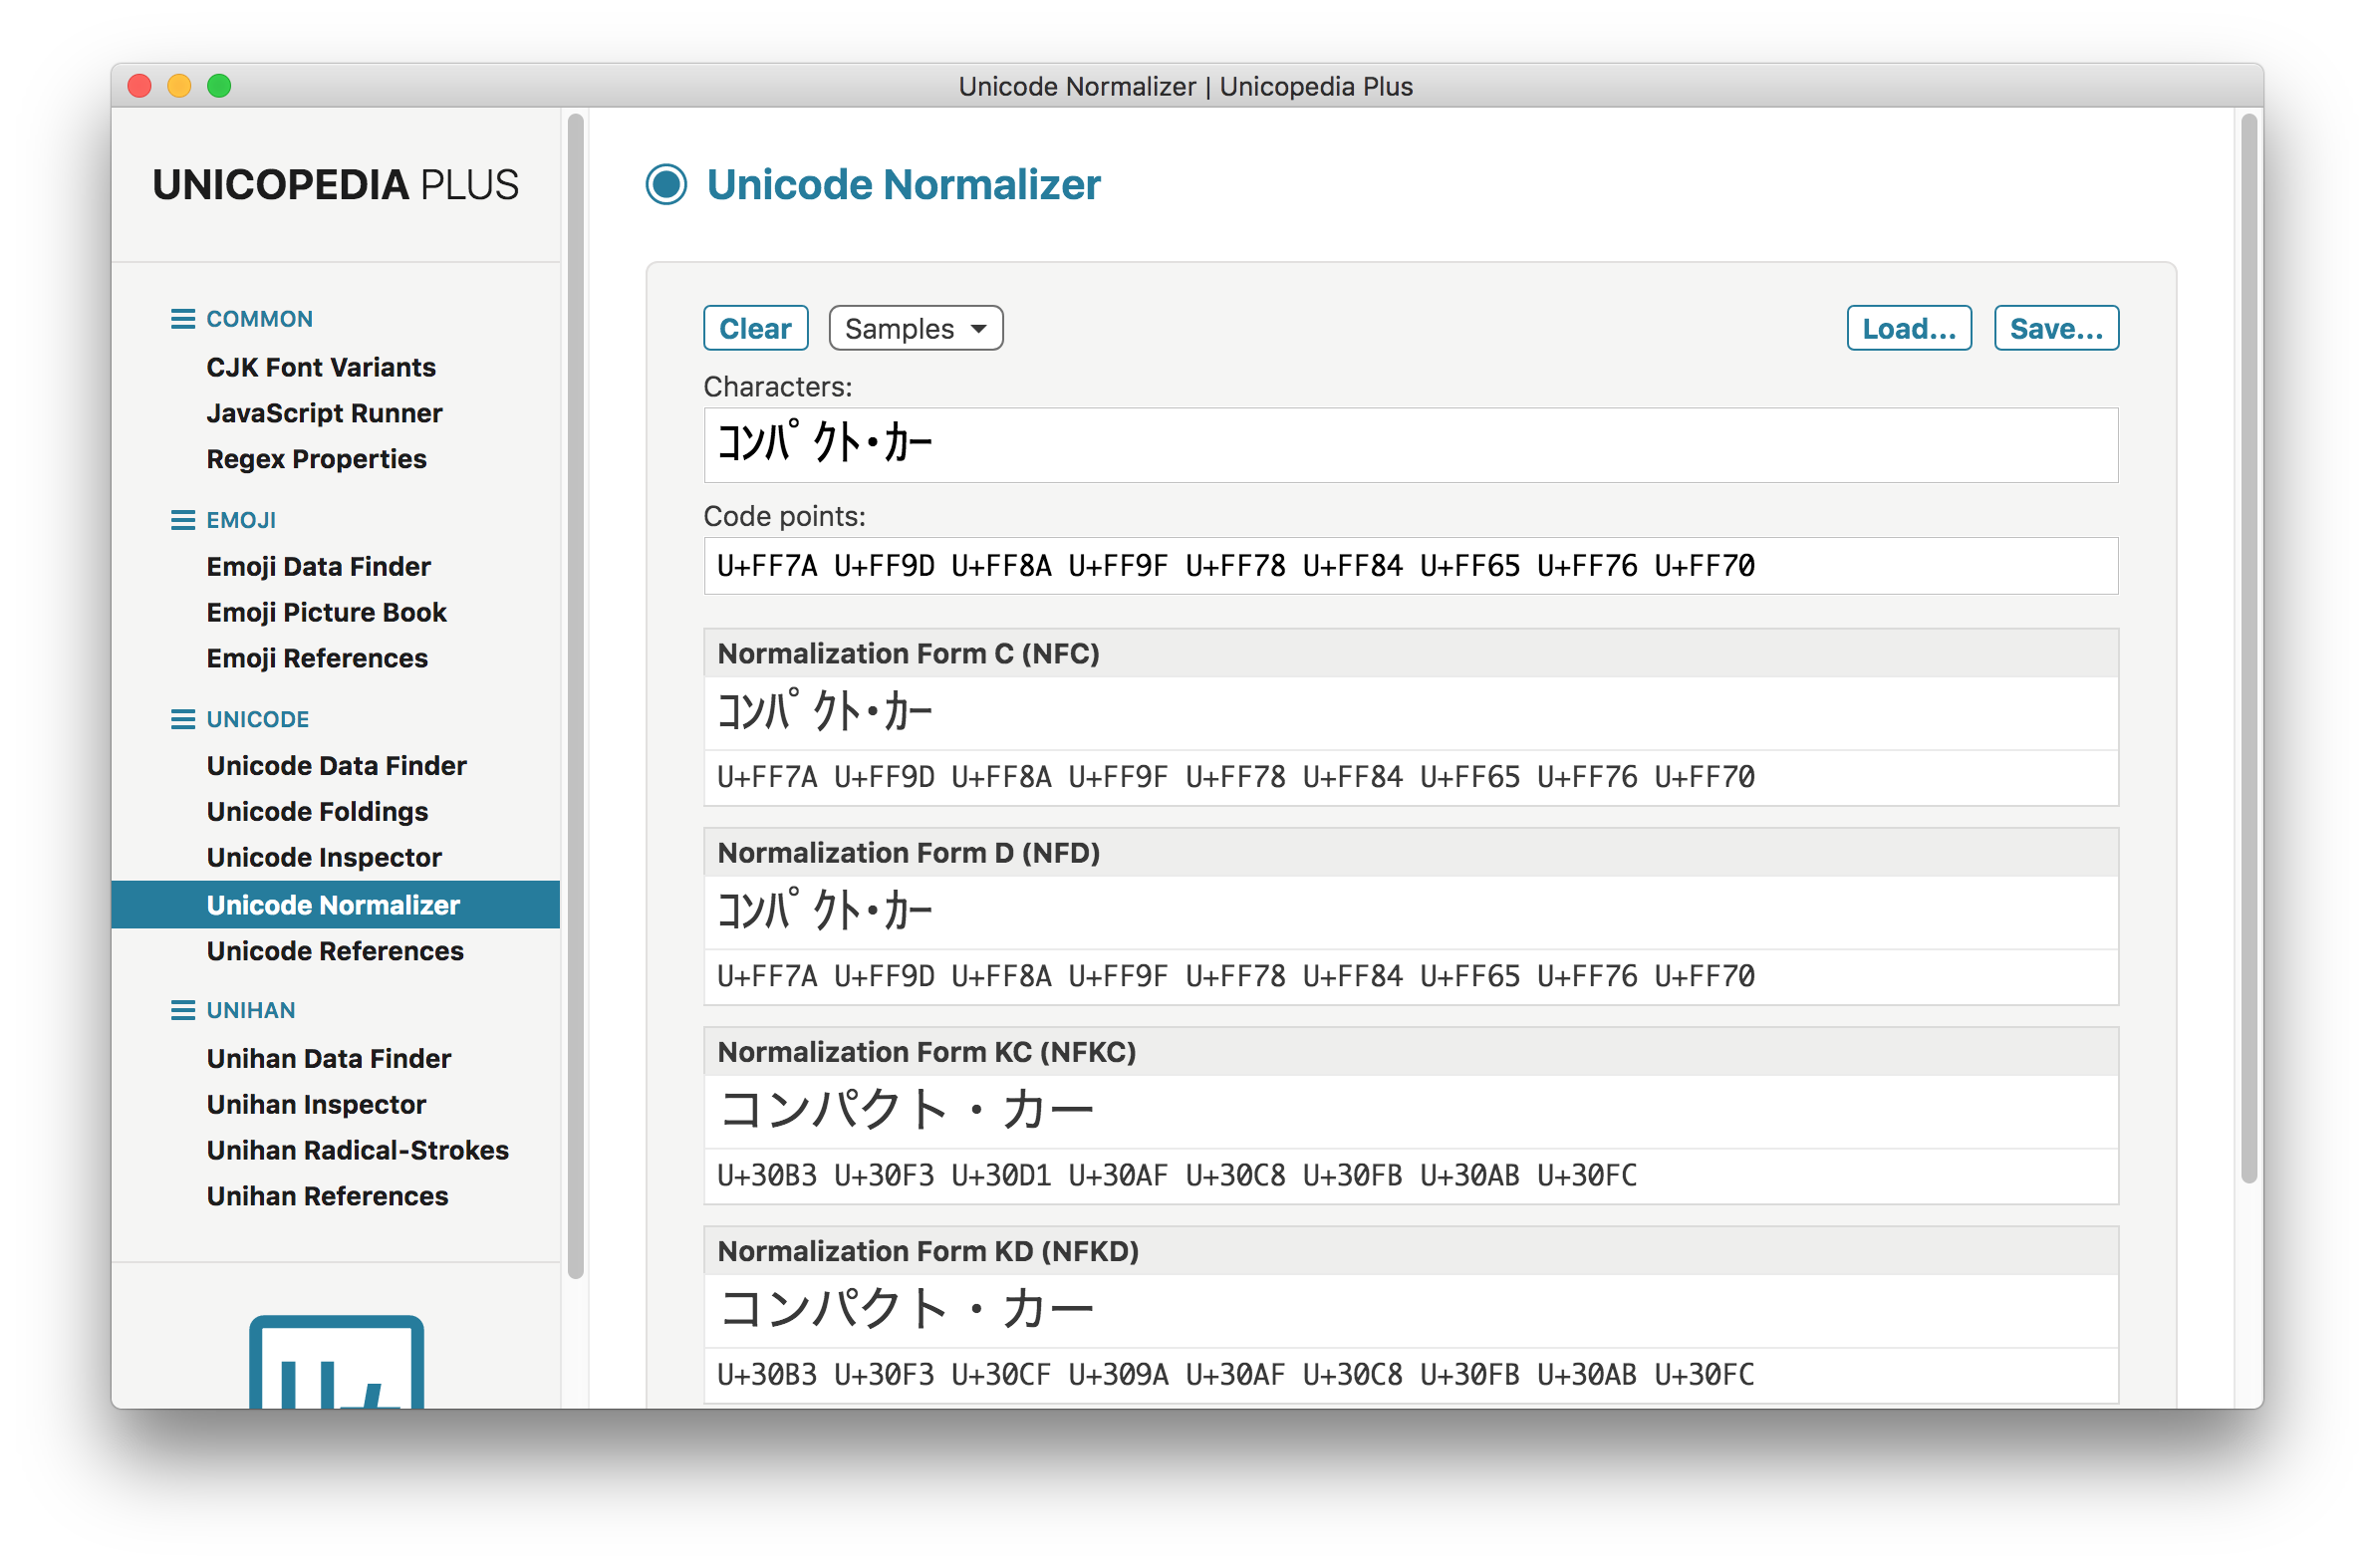 Unicode Normalizer | Unicopedia Plus
UNICOPEDIA PLUS
COMMON
CJK Font Variants
JavaScript Runner
Regex Properties
EMOJI
Emoji Data Finder
Emoji Picture Book
Emoji References
UNICODE
Unicode Data Finder
Unicode Foldings
Unicode Inspector
Unicode Normalizer
Unicode References
UNIHAN
Unihan Data Finder
Unihan Inspector
Unihan Radical-Strokes
Unihan References
U+
Unicode Normalizer
Clear Samples Load... Save...
Characters:
コンパクト・カー
Code points:
U+FF7A U+FF9D U+FF8A U+FF9F U+FF78 U+FF84 U+FF65 U+FF76 U+FF70
Normalization Form C (NFC)
コンパクト・カー
U+FF7A U+FF9D U+FF8A U+FF9F U+FF78 U+FF84 U+FF65 U+FF76 U+FF70
Normalization Form D (NFD)
コンパクト・カー
U+FF7A U+FF9D U+FF8A U+FF9F U+FF78 U+FF84 U+FF65 U+FF76 U+FF70
Normalization Form KC (NFKC)
コンパクト・カー
U+30B3 U+30F3 U+30D1 U+30AF U+30C8 U+30FB U+30AB U+30FC
Normalization Form KD (NFKD)
コンパクト・カー
U+30B3 U+30F3 U+30CF U+309A U+30AF U+30C8 U+30FB U+30AB U+30FC